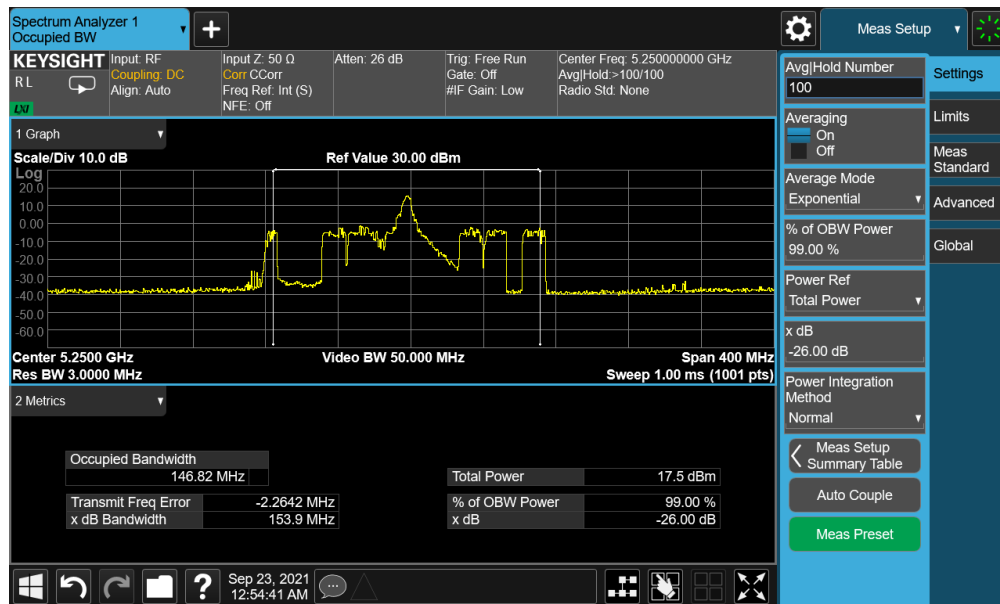 Spectrum Analyzer 1
Occupied BW
Meas Setup
KEYSIGHT
R L
LXI
Input: RF
Coupling: DC
Align: Auto
Input Z: 50 Ω
Corr CCorr
Freq Ref: Int (S)
NFE: Off
Atten: 26 dB
Trig: Free Run
Gate: Off
#IF Gain: Low
Center Freq: 5.250000000 GHz
Avg|Hold:>100/100
Radio Std: None
1 Graph
Scale/Div 10.0 dB
Ref Value 30.00 dBm
Log
20.0
10.0
0.00
-10.0
-20.0
-30.0
-40.0
-50.0
-60.0
Center 5.2500 GHz
Video BW 50.000 MHz
Span 400 MHz
Res BW 3.0000 MHz
Sweep 1.00 ms (1001 pts)
2 Metrics
Occupied Bandwidth
146.82 MHz
Transmit Freq Error -2.2642 MHz
x dB Bandwidth 153.9 MHz
Total Power 17.5 dBm
% of OBW Power 99.00 %
x dB -26.00 dB
Avg|Hold Number
100
Averaging
On
Off
Average Mode
Exponential
% of OBW Power
99.00 %
Power Ref
Total Power
x dB
-26.00 dB
Power Integration
Method
Normal
Meas Setup
Summary Table
Auto Couple
Meas Preset
Settings
Limits
Meas
Standard
Advanced
Global
Sep 23, 2021
12:54:41 AM